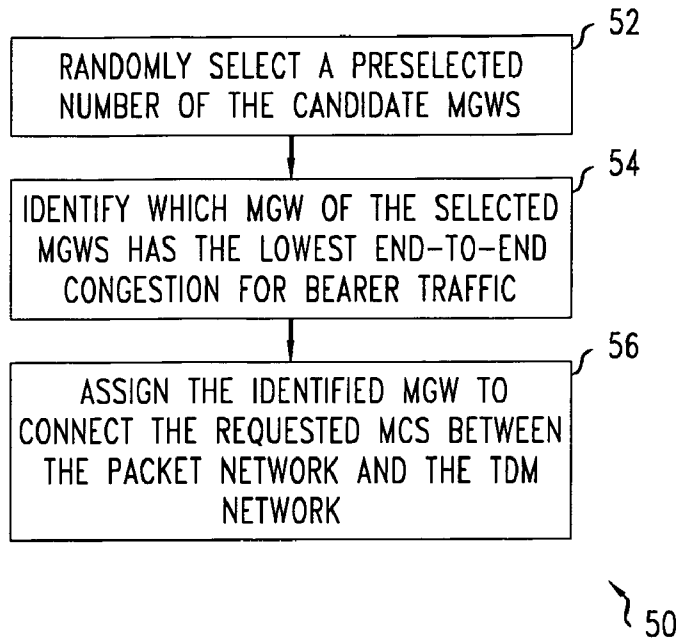 52
RANDOMLY SELECT A PRESELECTED
NUMBER OF THE CANDIDATE MGWS
54
IDENTIFY WHICH MGW OF THE SELECTED
MGWS HAS THE LOWEST END-TO-END
CONGESTION FOR BEARER TRAFFIC
56
ASSIGN THE IDENTIFIED MGW TO
CONNECT THE REQUESTED MCS BETWEEN
THE PACKET NETWORK AND THE TDM
NETWORK
50